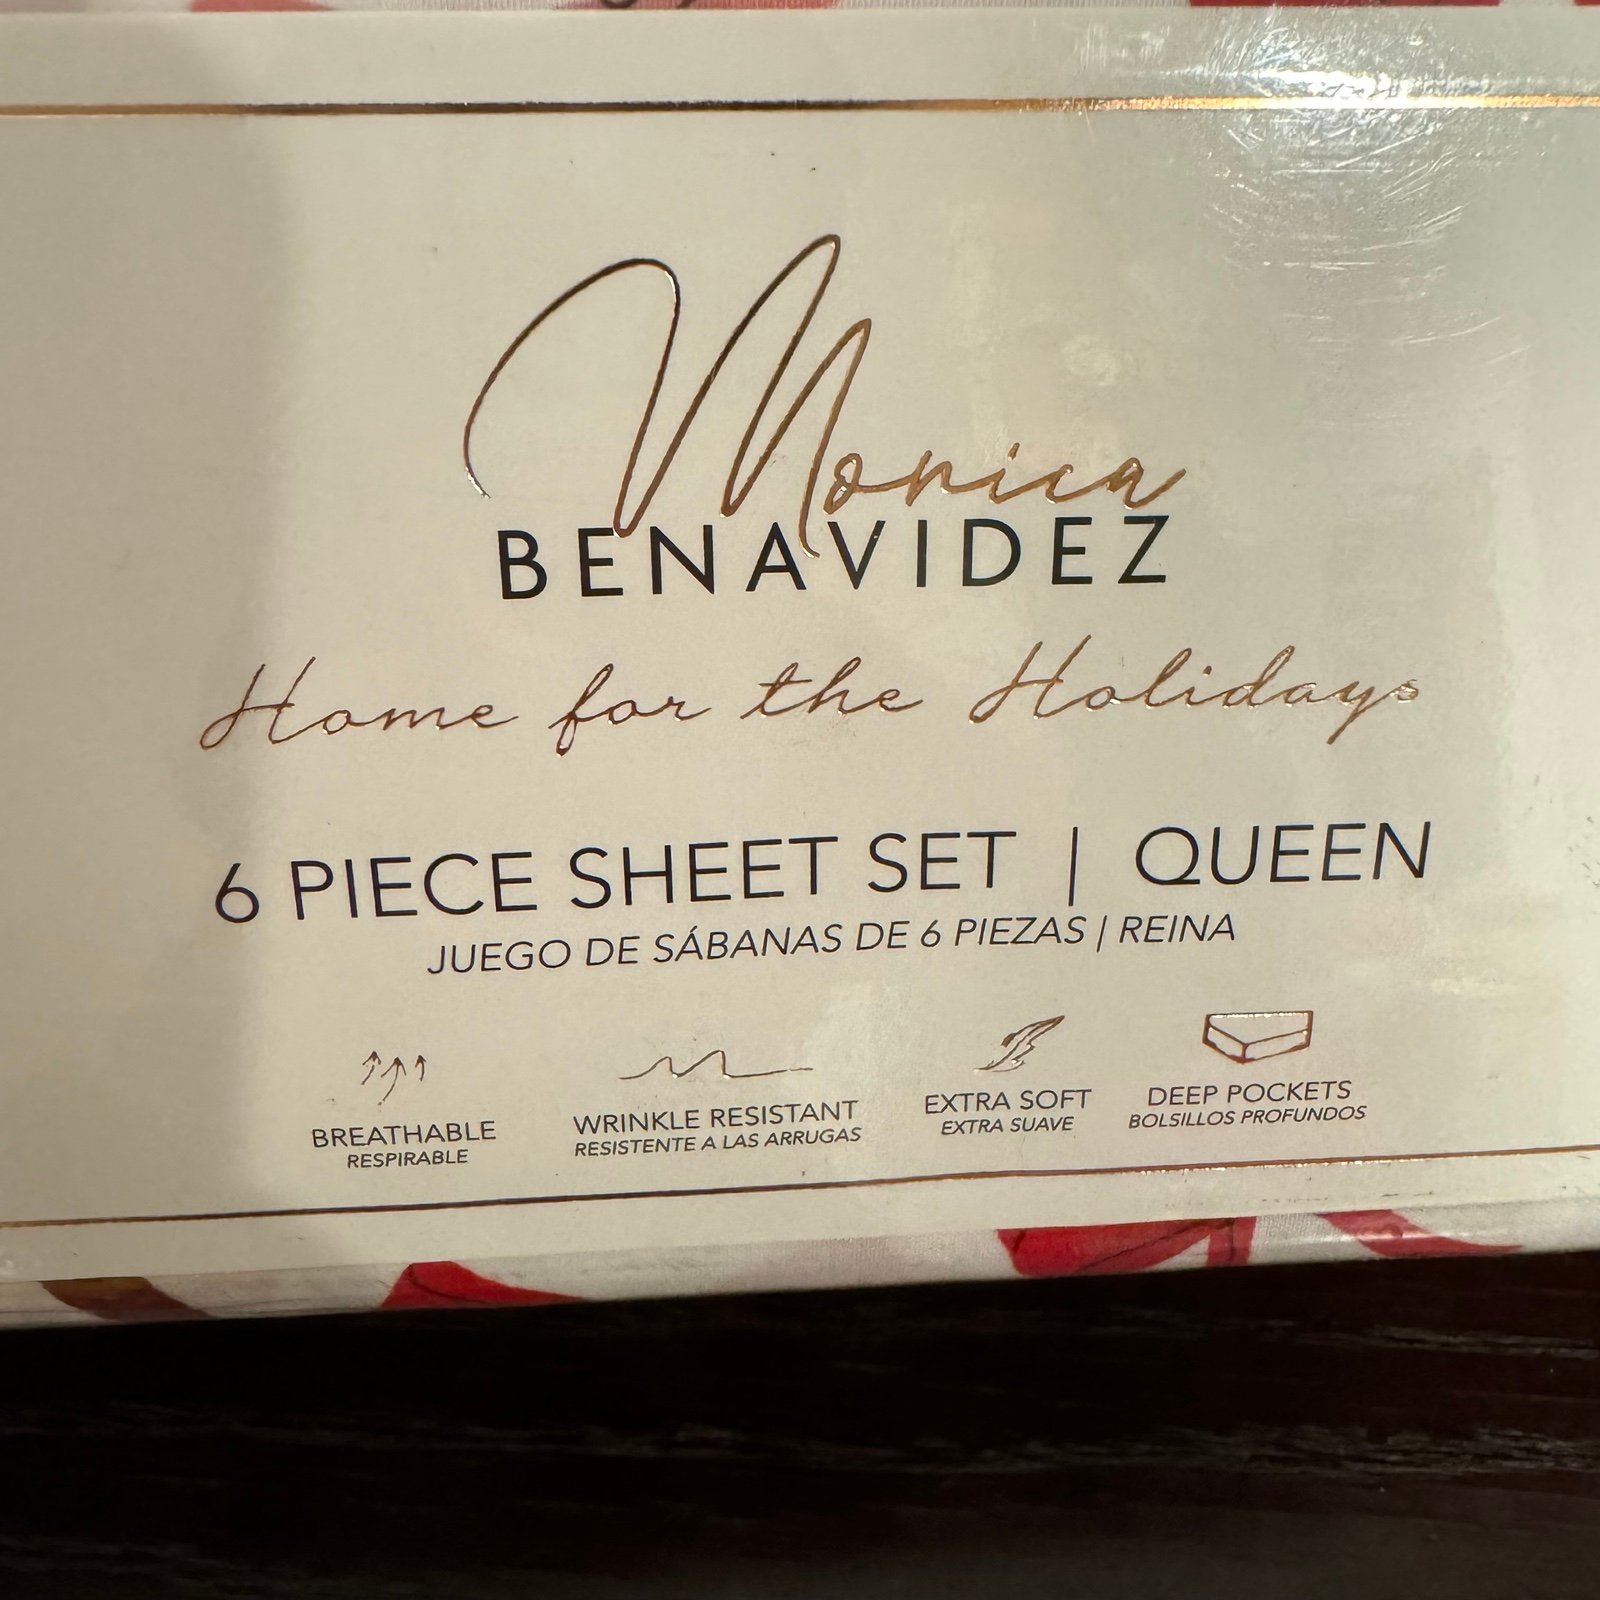 Monica
BENAVIDEZ
Home for the Holidays
6 PIECE SHEET SET | QUEEN
JUEGO DE SÁBANAS DE 6 PIEZAS | REINA
BREATHABLE
RESPIRABLE
WRINKLE RESISTANT
RESISTENTE A LAS ARRUGAS
EXTRA SOFT
EXTRA SUAVE
DEEP POCKETS
BOLSILLOS PROFUNDOS